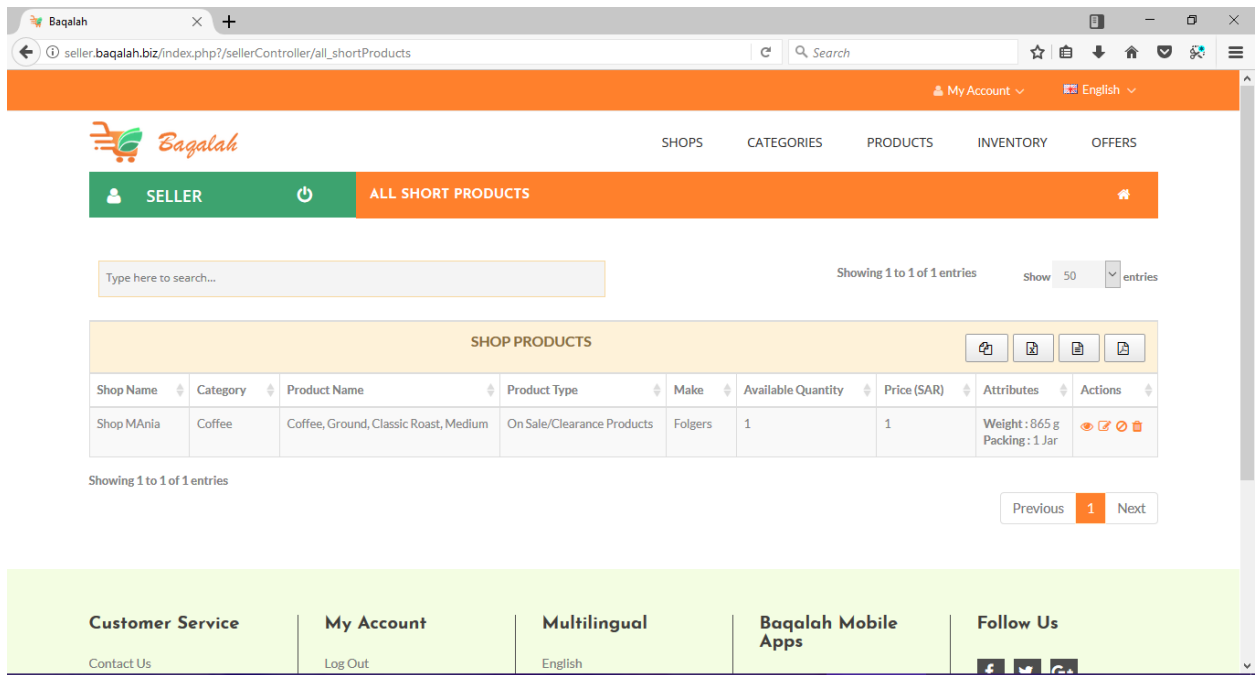 Baqalah
seller.baqalah.biz/index.php?/sellerController/all_shortProducts
Search
My Account
English
Baqalah
SHOPS CATEGORIES PRODUCTS INVENTORY OFFERS
SELLER
ALL SHORT PRODUCTS
Type here to search...
Showing 1 to 1 of 1 entries
Show 50 entries
SHOP PRODUCTS
Shop Name Category Product Name Product Type Make Available Quantity Price (SAR) Attributes Actions
Shop MAnia Coffee Coffee, Ground, Classic Roast, Medium On Sale/Clearance Products Folgers 1 1 Weight : 865 g
Packing : 1 Jar
Showing 1 to 1 of 1 entries
Previous 1 Next
Customer Service My Account Multilingual Baqalah Mobile Follow Us
Apps
Contact Us Log Out English